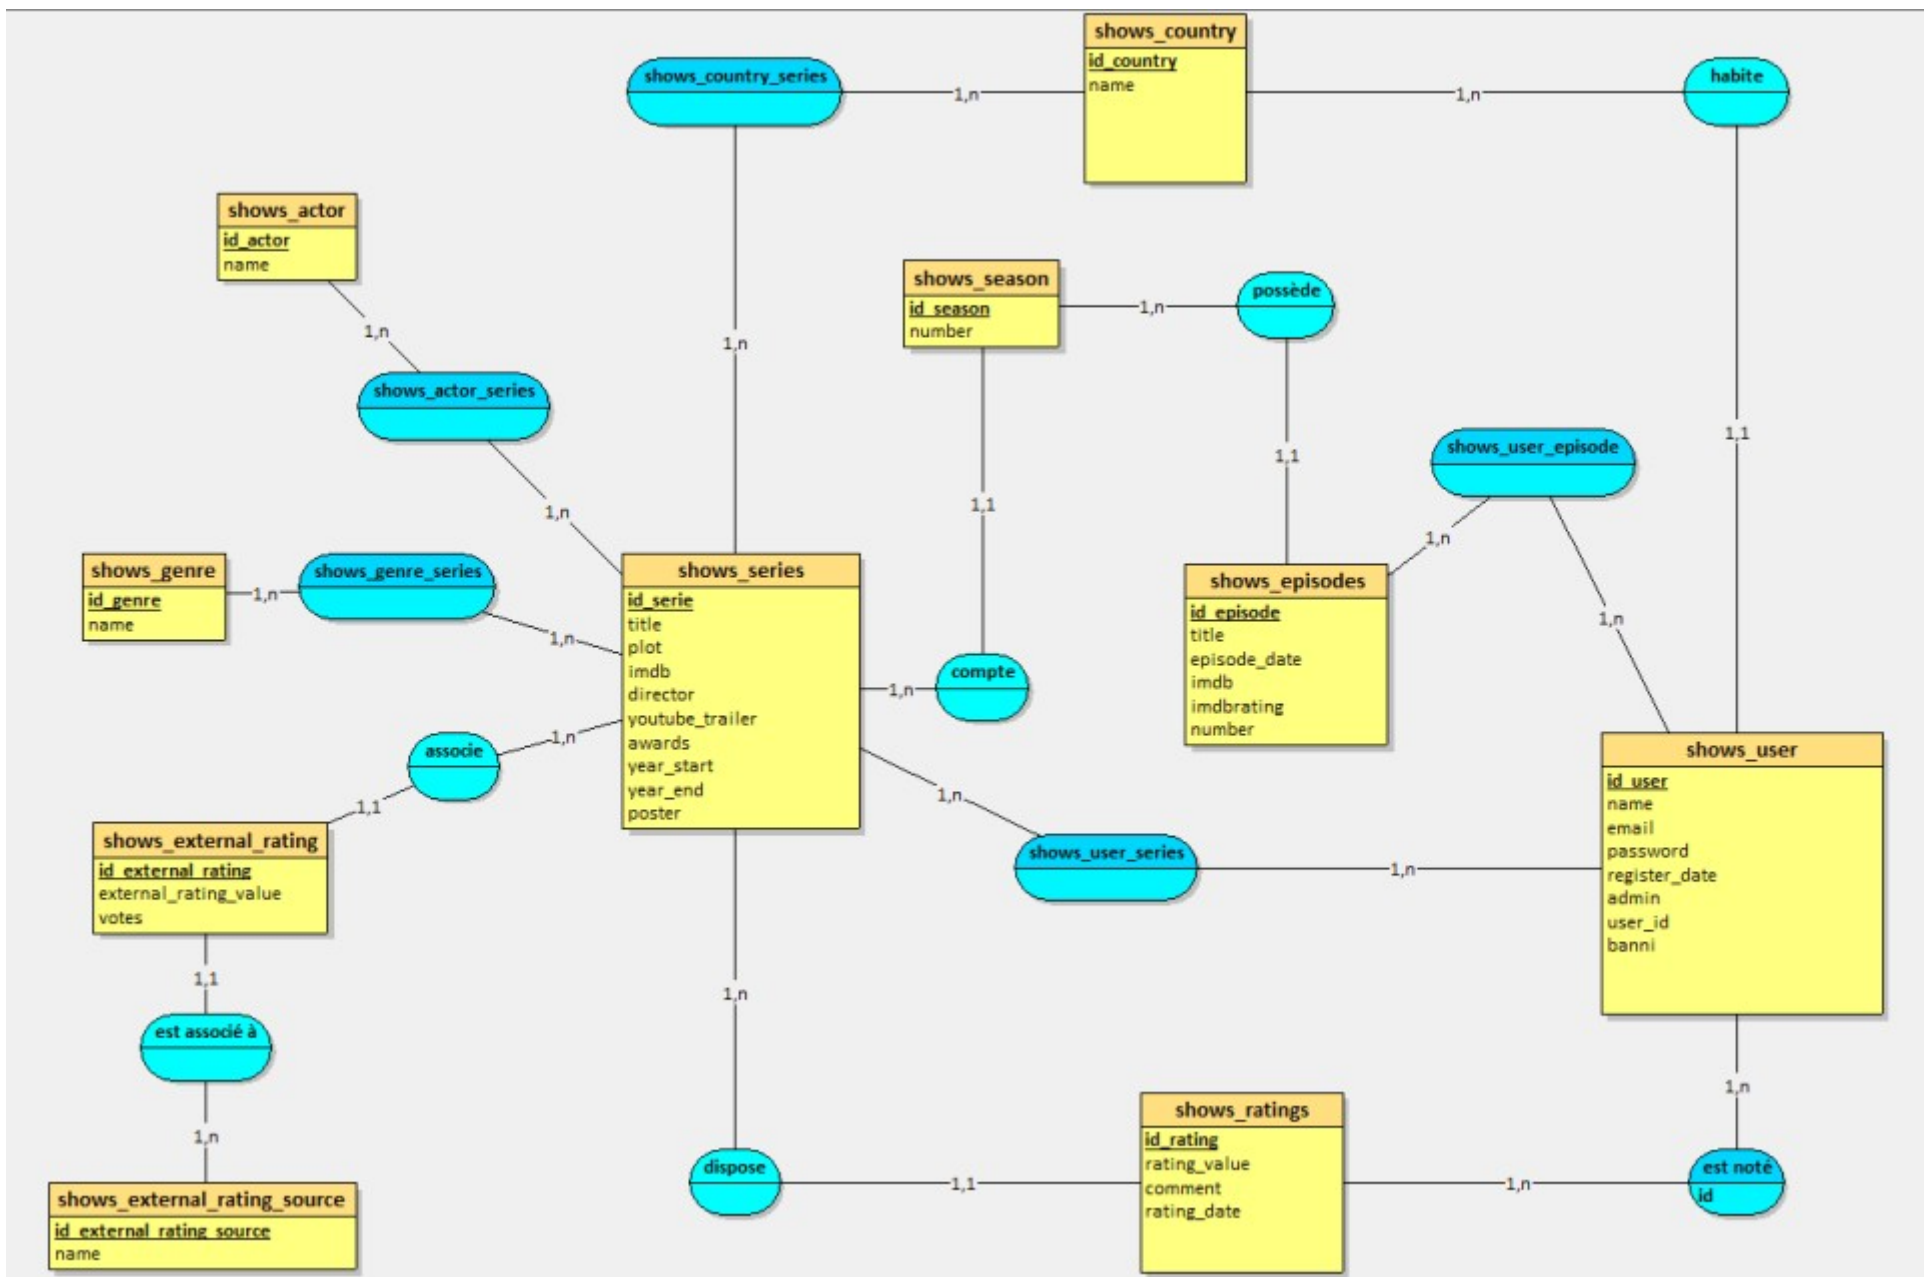 shows_country
id_country
name
shows_country_series
1,n
1,n
habite
shows_actor
id_actor
name
1,n
shows_actor_series
1,n
1,n
shows_season
id_season
number
1,n
possède
1,1
1,1
1,1
shows_user_episode
1,n
1,n
shows_genre
id_genre
name
1,n
shows_genre_series
1,n
shows_series
id_serie
title
plot
imdb
director
youtube_trailer
awards
year_start
year_end
poster
1,n
compte
shows_episodes
id_episode
title
episode_date
imdb
imdbrating
number
associe
1,n
1,1
1,n
shows_user_series
1,n
shows_user
id_user
name
email
password
register_date
admin
user_id
banni
shows_external_rating
id_external_rating
external_rating_value
votes
1,1
est associé à
1,n
shows_external_rating_source
id_external_rating_source
name
1,n
dispose
1,1
shows_ratings
id_rating
rating_value
comment
rating_date
1,n
1,n
est noté
id